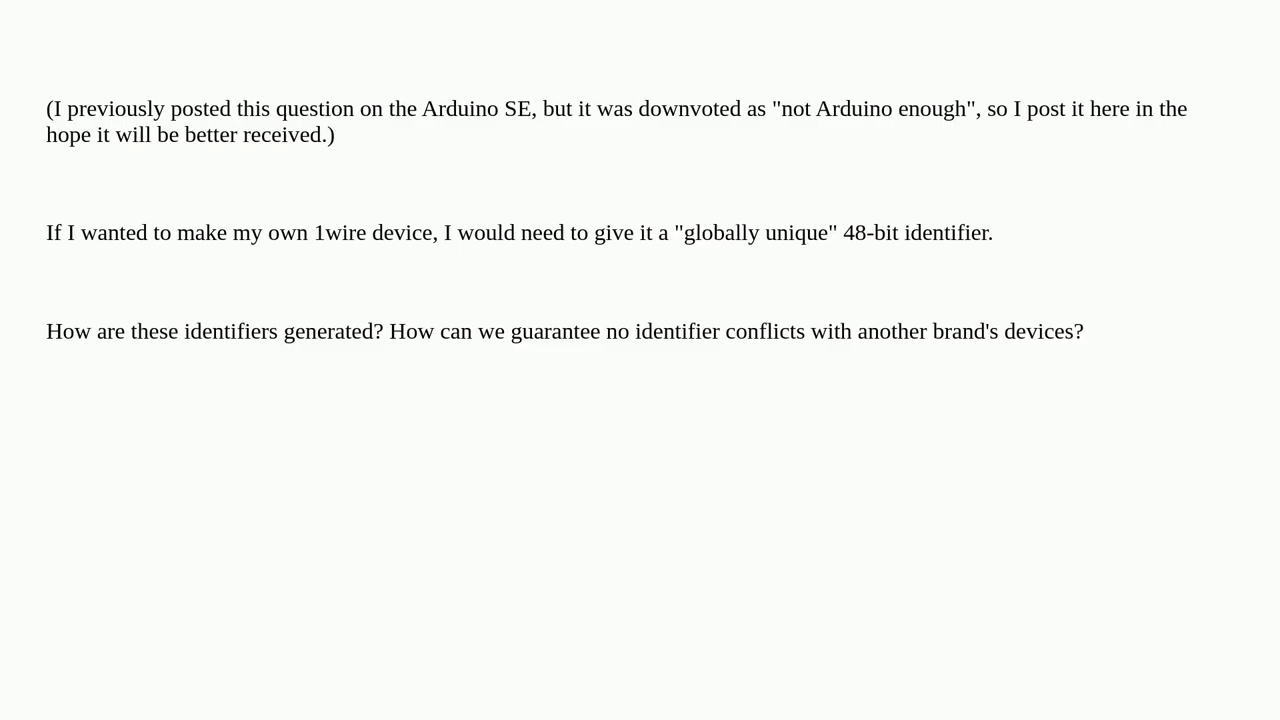 (I previously posted this question on the Arduino SE, but it was downvoted as "not Arduino enough", so I post it here in the
hope it will be better received.)
If I wanted to make my own 1wire device, I would need to give it a "globally unique" 48-bit identifier.
How are these identifiers generated? How can we guarantee no identifier conflicts with another brand's devices?